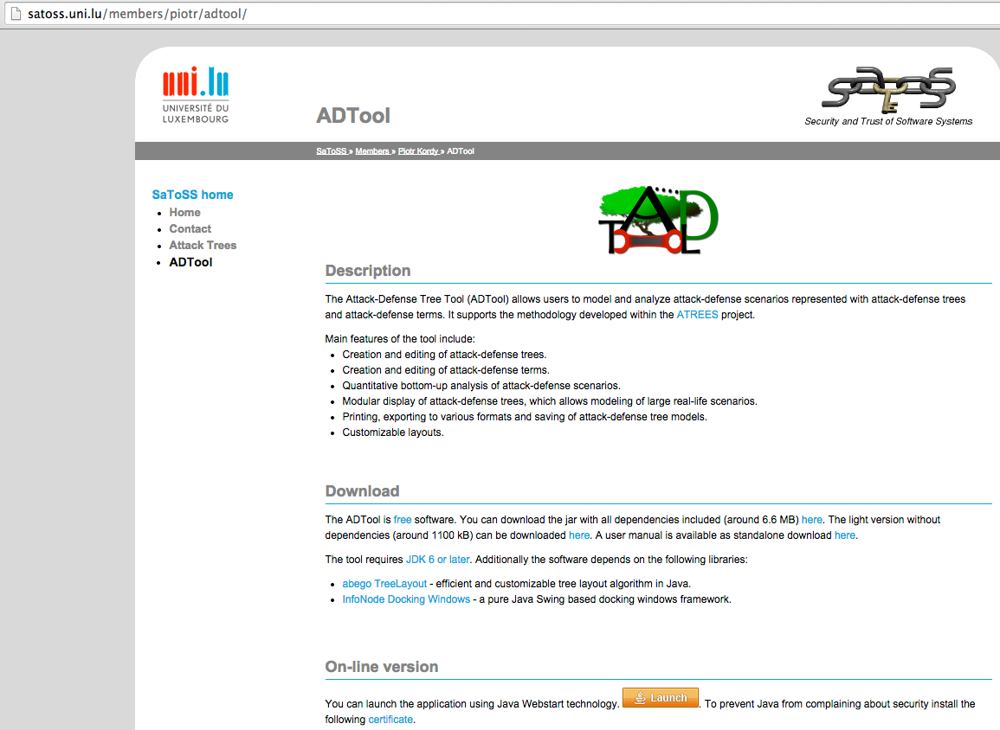 satoss.uni.lu/members/piotr/adtool/
uni.lu
UNIVERSITÉ DU
LUXEMBOURG
ADTool
SaToSS
Security and Trust of Software Systems
SaToSS » Members » Piotr Kordy » ADTool
SaToSS home
• Home
• Contact
• Attack Trees
• ADTool
ADTOOL
Description
The Attack-Defense Tree Tool (ADTool) allows users to model and analyze attack-defense scenarios represented with attack-defense trees
and attack-defense terms. It supports the methodology developed within the ATREES project.
Main features of the tool include:
• Creation and editing of attack-defense trees.
• Creation and editing of attack-defense terms.
• Quantitative bottom-up analysis of attack-defense scenarios.
• Modular display of attack-defense trees, which allows modeling of large real-life scenarios.
• Printing, exporting to various formats and saving of attack-defense tree models.
• Customizable layouts.
Download
The ADTool is free software. You can download the jar with all dependencies included (around 6.6 MB) here. The light version without
dependencies (around 1100 kB) can be downloaded here. A user manual is available as standalone download here.
The tool requires JDK 6 or later. Additionally the software depends on the following libraries:
• abego TreeLayout - efficient and customizable tree layout algorithm in Java.
• InfoNode Docking Windows - a pure Java Swing based docking windows framework.
On-line version
You can launch the application using Java Webstart technology. Launch. To prevent Java from complaining about security install the
following certificate.